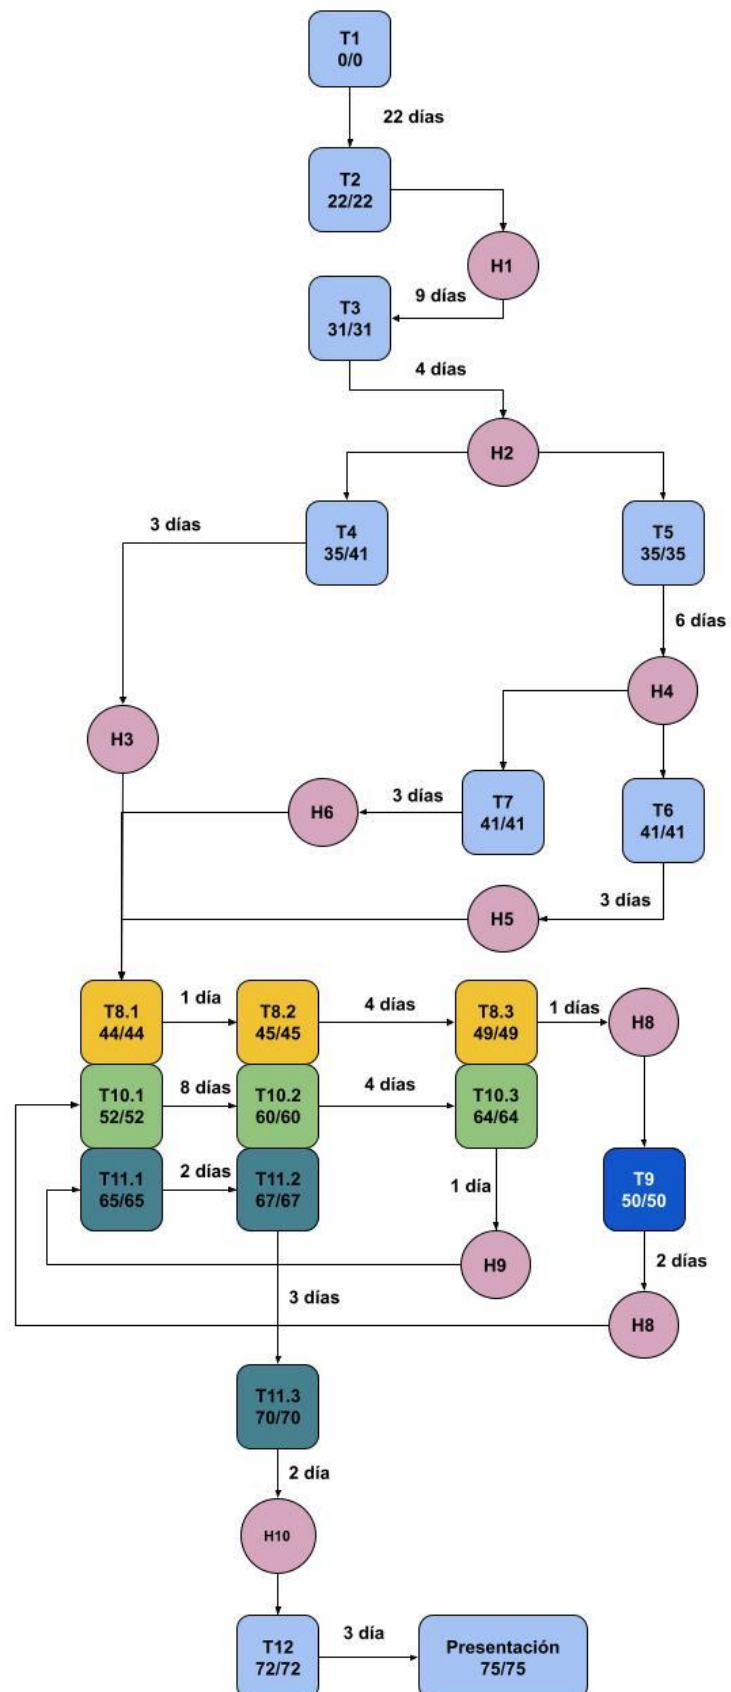 T1
0/0
22 días
T2
22/22
H1
9 días
T3
31/31
4 días
H2
3 días
T4
35/41
T5
35/35
6 días
H4
H3
H6
3 días
T7
41/41
T6
41/41
H5
3 días
T8.1
44/44
1 día
T8.2
45/45
4 días
T8.3
49/49
1 días
H8
T10.1
52/52
8 días
T10.2
60/60
4 días
T10.3
64/64
T11.1
65/65
2 días
T11.2
67/67
1 día
T9
50/50
H9
2 días
3 días
H8
T11.3
70/70
2 día
H10
T12
72/72
3 día
Presentación
75/75